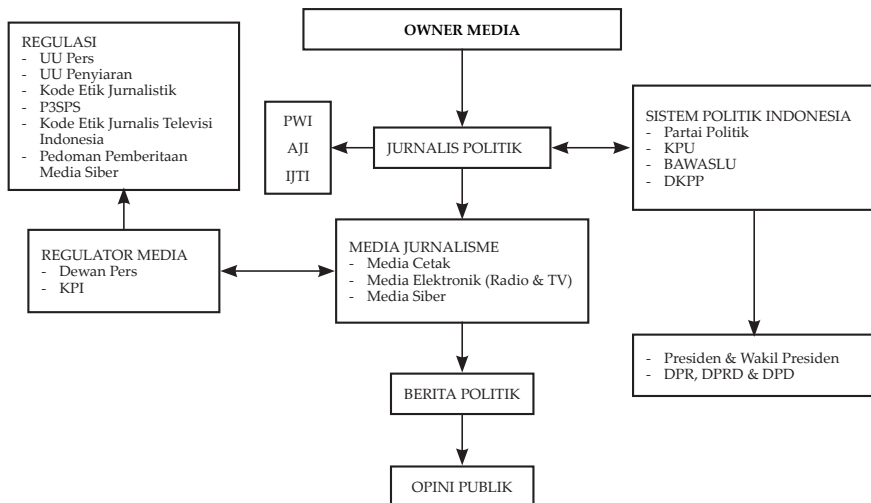 OWNER MEDIA
REGULASI
- UU Pers
- UU Penyiaran
- Kode Etik Jurnalistik
- P3SPS
- Kode Etik Jurnalis Televisi
Indonesia
- Pedoman Pemberitaan
Media Siber
PWI
AJI
IJTI
JURNALIS POLITIK
SISTEM POLITIK INDONESIA
- Partai Politik
- KPU
- BAWASLU
- DKPP
REGULATOR MEDIA
- Dewan Pers
- KPI
MEDIA JURNALISME
- Media Cetak
- Media Elektronik (Radio & TV)
- Media Siber
- Presiden & Wakil Presiden
- DPR, DPRD & DPD
BERITA POLITIK
OPINI PUBLIK